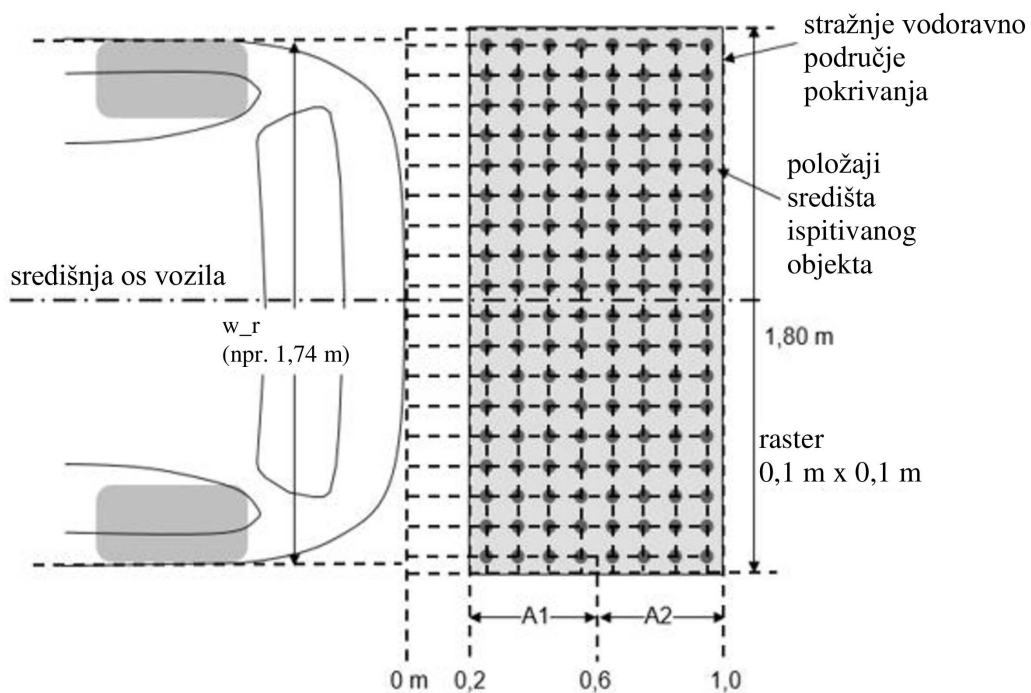 stražnje vodoravno
područje
pokrivanja
položaji
središta
ispitivanog
objekta
središnja os vozila
w_r
(npr. 1,74 m)
1,80 m
raster
0,1 m x 0,1 m
A1
A2
0 m
0,2
0,6
1,0